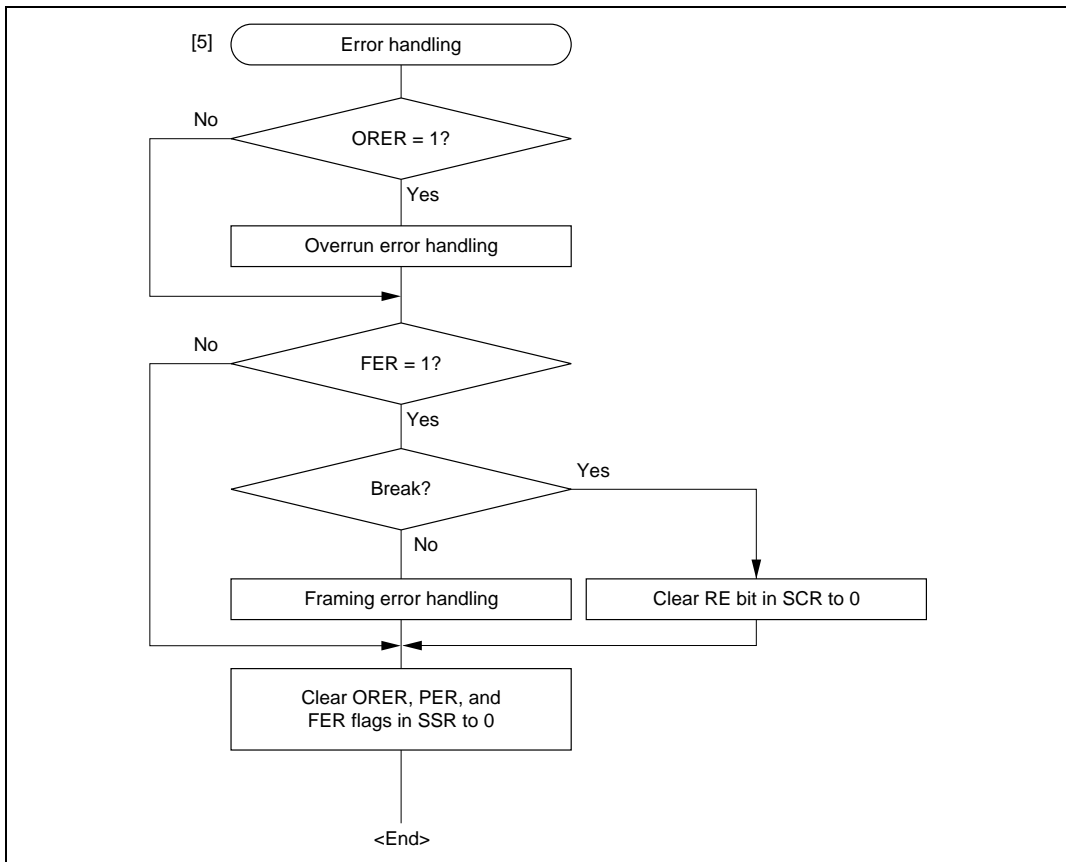 [5]
Error handling
No
ORER = 1?
Yes
Overrun error handling
No
FER = 1?
Yes
Break?
Yes
No
Framing error handling
Clear RE bit in SCR to 0
Clear ORER, PER, and
FER flags in SSR to 0
<End>